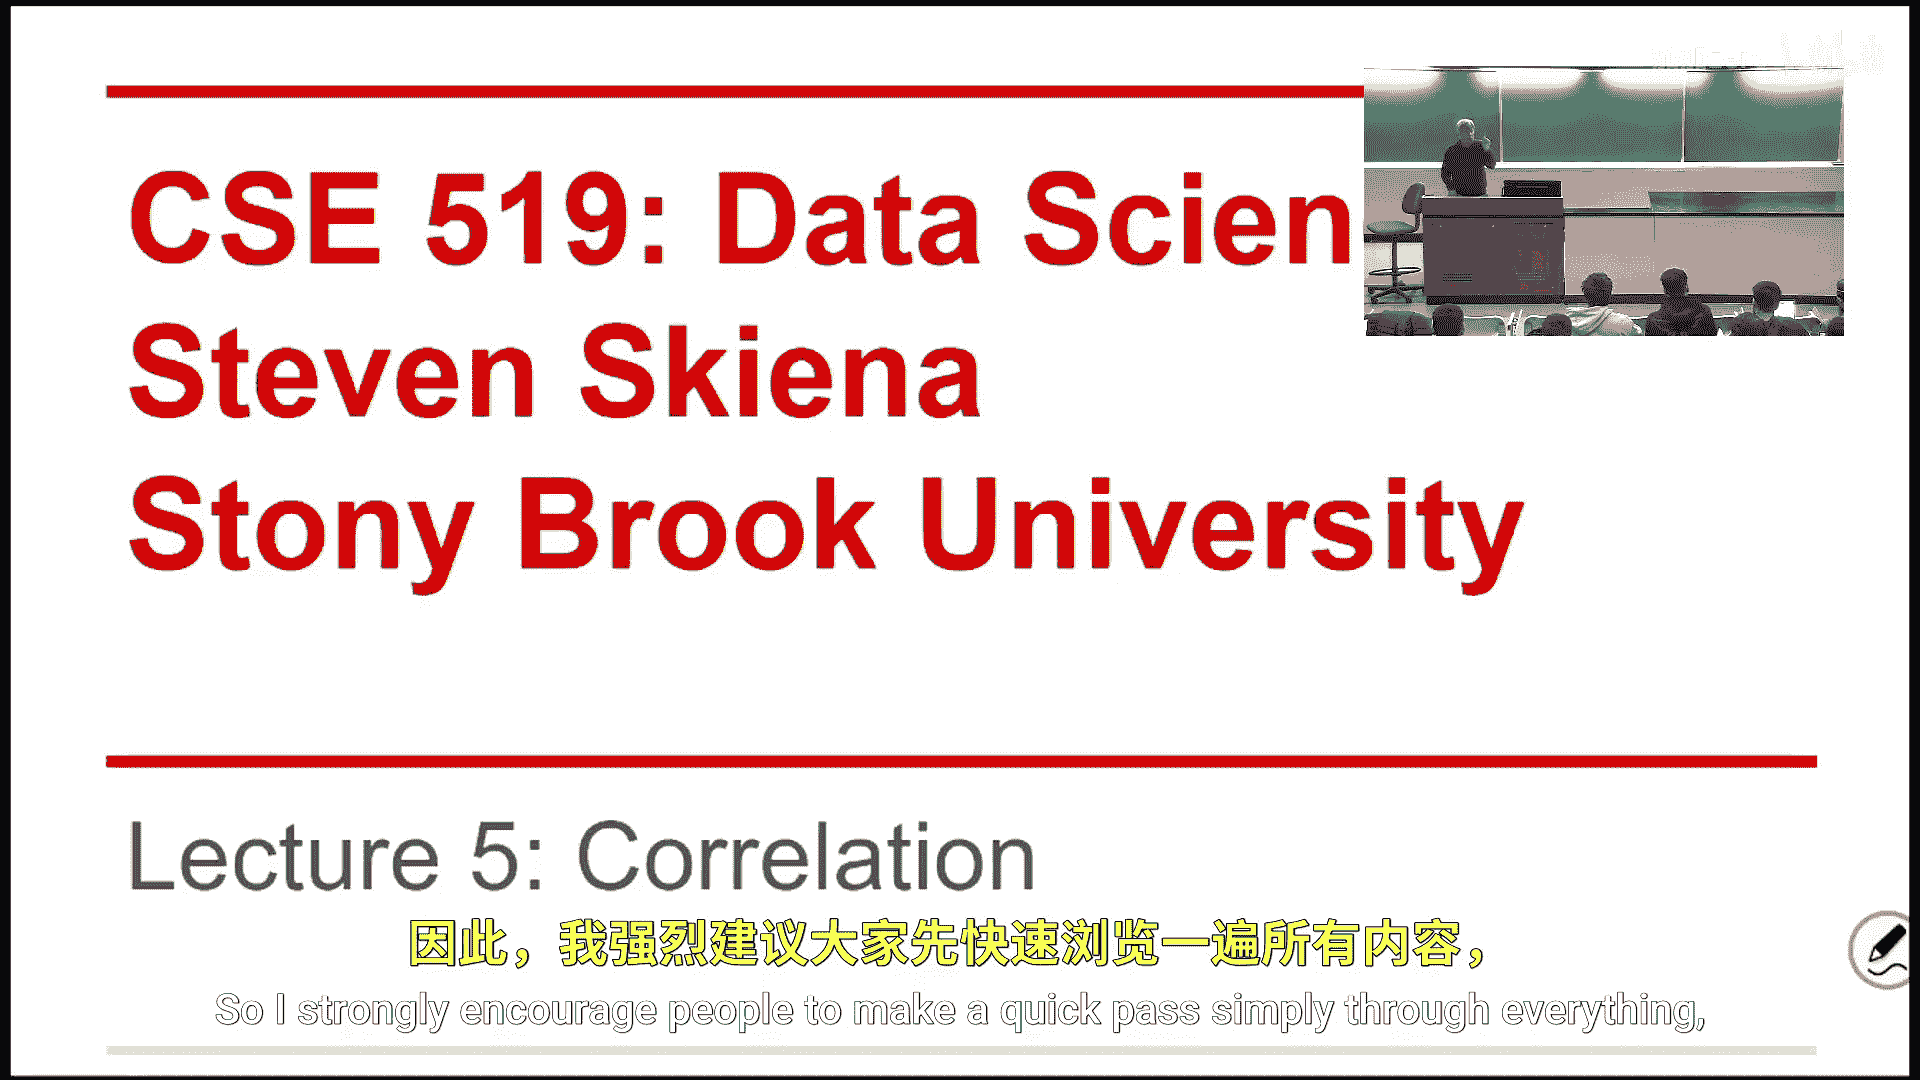 CSE 519: Data Scien
Steven Skiena
Stony Brook University
Lecture 5: Correlation
因此，我强烈建议大家先快速浏览一遍所有内容，
So I strongly encourage people to make a quick pass simply through everything,